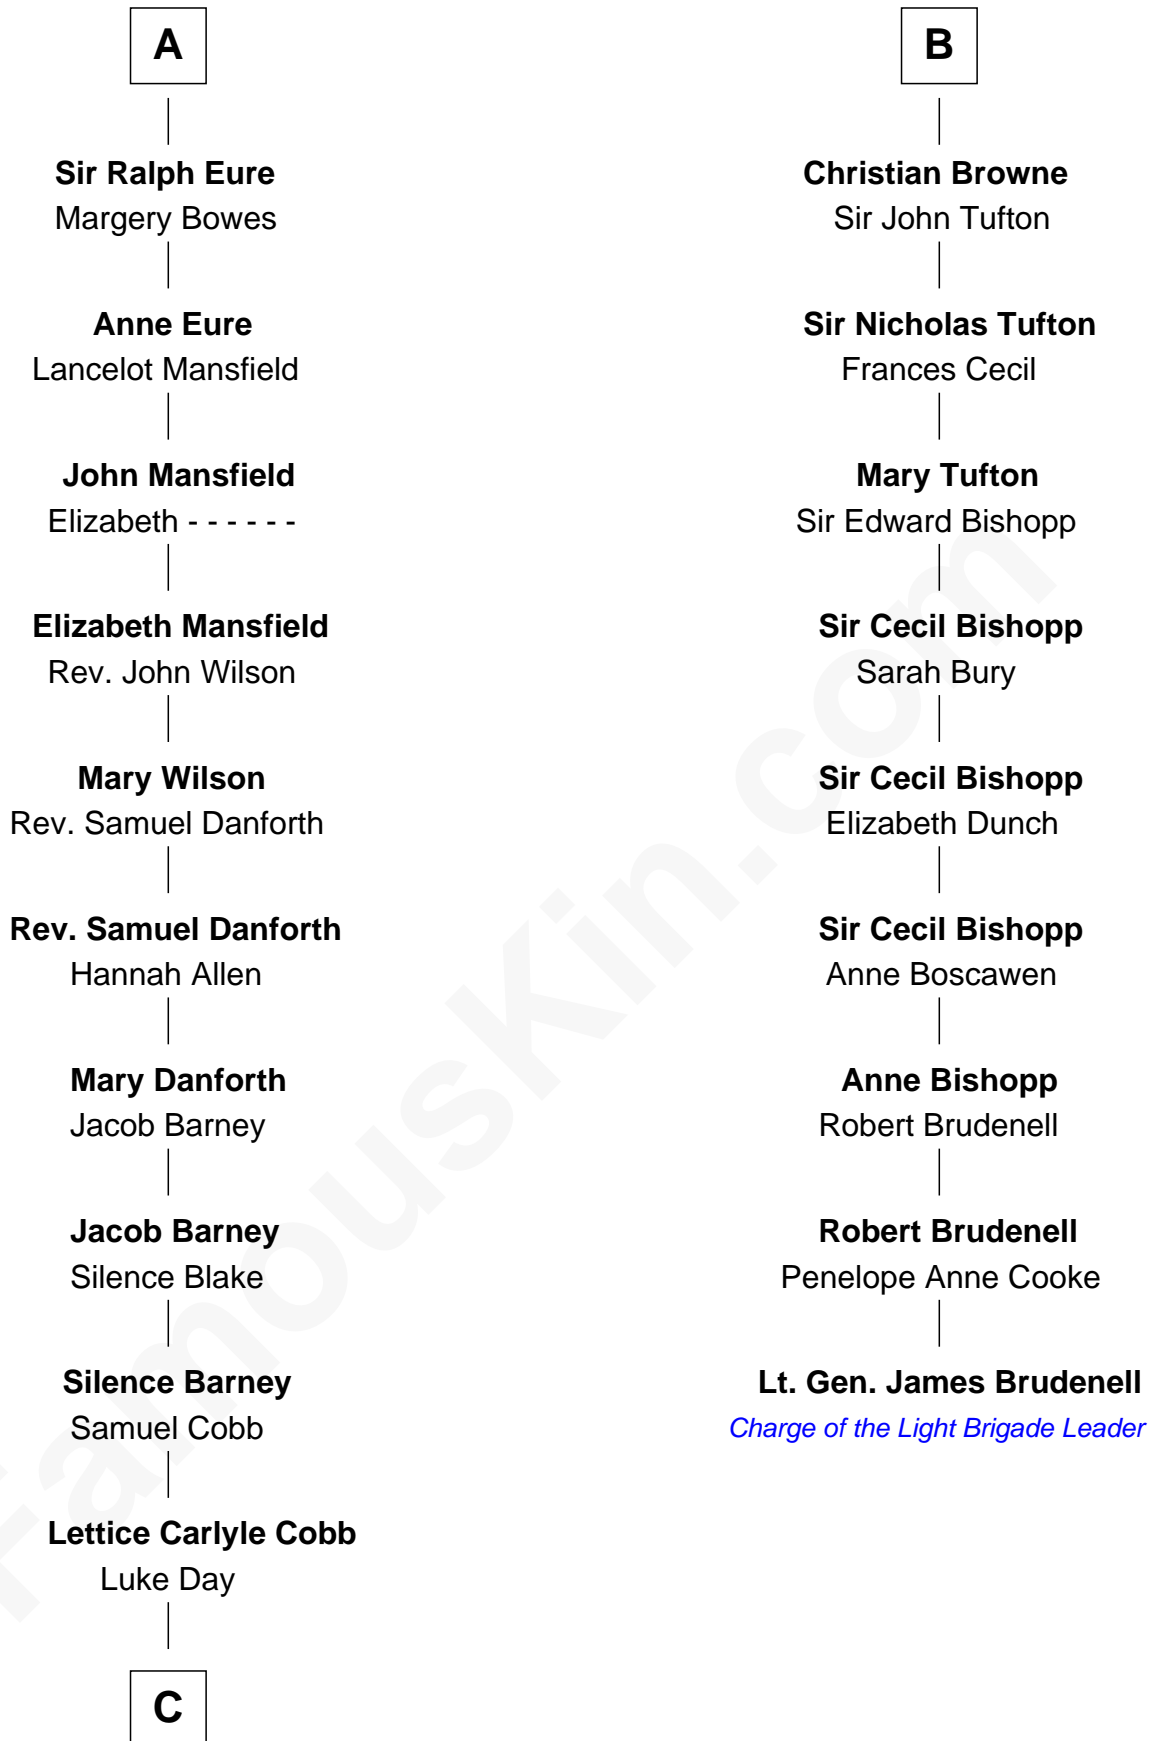 A
Sir Ralph Eure
Margery Bowes
Anne Eure
Lancelot Mansfield
John Mansfield
Elizabeth - - - - - -
Elizabeth Mansfield
Rev. John Wilson
Mary Wilson
Rev. Samuel Danforth
Rev. Samuel Danforth
Hannah Allen
Mary Danforth
Jacob Barney
Jacob Barney
Silence Blake
Silence Barney
Samuel Cobb
Lettice Carlyle Cobb
Luke Day
C
B
Christian Browne
Sir John Tufton
Sir Nicholas Tufton
Frances Cecil
Mary Tufton
Sir Edward Bishopp
Sir Cecil Bishopp
Sarah Bury
Sir Cecil Bishopp
Elizabeth Dunch
Sir Cecil Bishopp
Anne Boscawen
Anne Bishopp
Robert Brudenell
Robert Brudenell
Penelope Anne Cooke
Lt. Gen. James Brudenell
Charge of the Light Brigade Leader
FamousKin.com